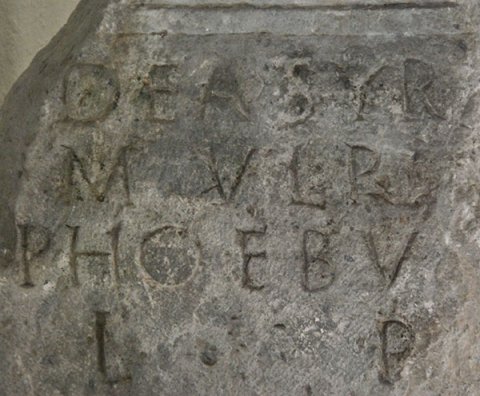 DEA SYR
M VLPI
PHOEBV
L P